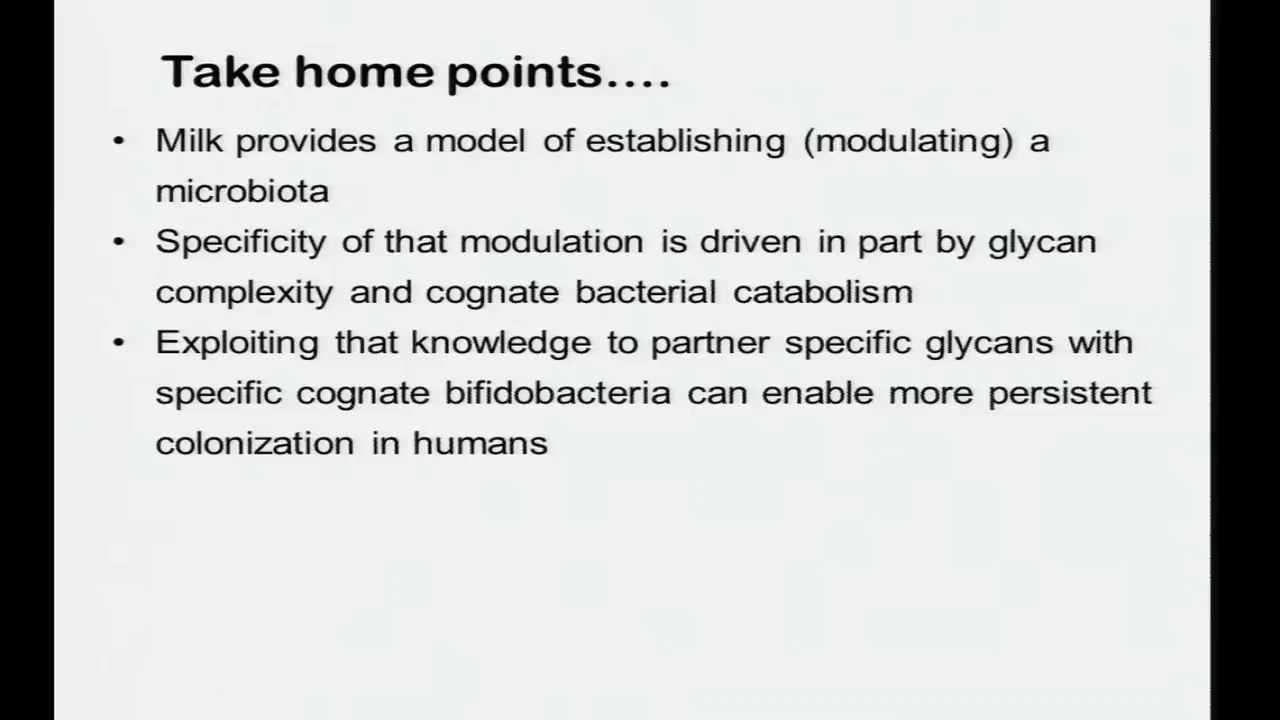 Take home points....
• Milk provides a model of establishing (modulating) a
microbiota
• Specificity of that modulation is driven in part by glycan
complexity and cognate bacterial catabolism
• Exploiting that knowledge to partner specific glycans with
specific cognate bifidobacteria can enable more persistent
colonization in humans